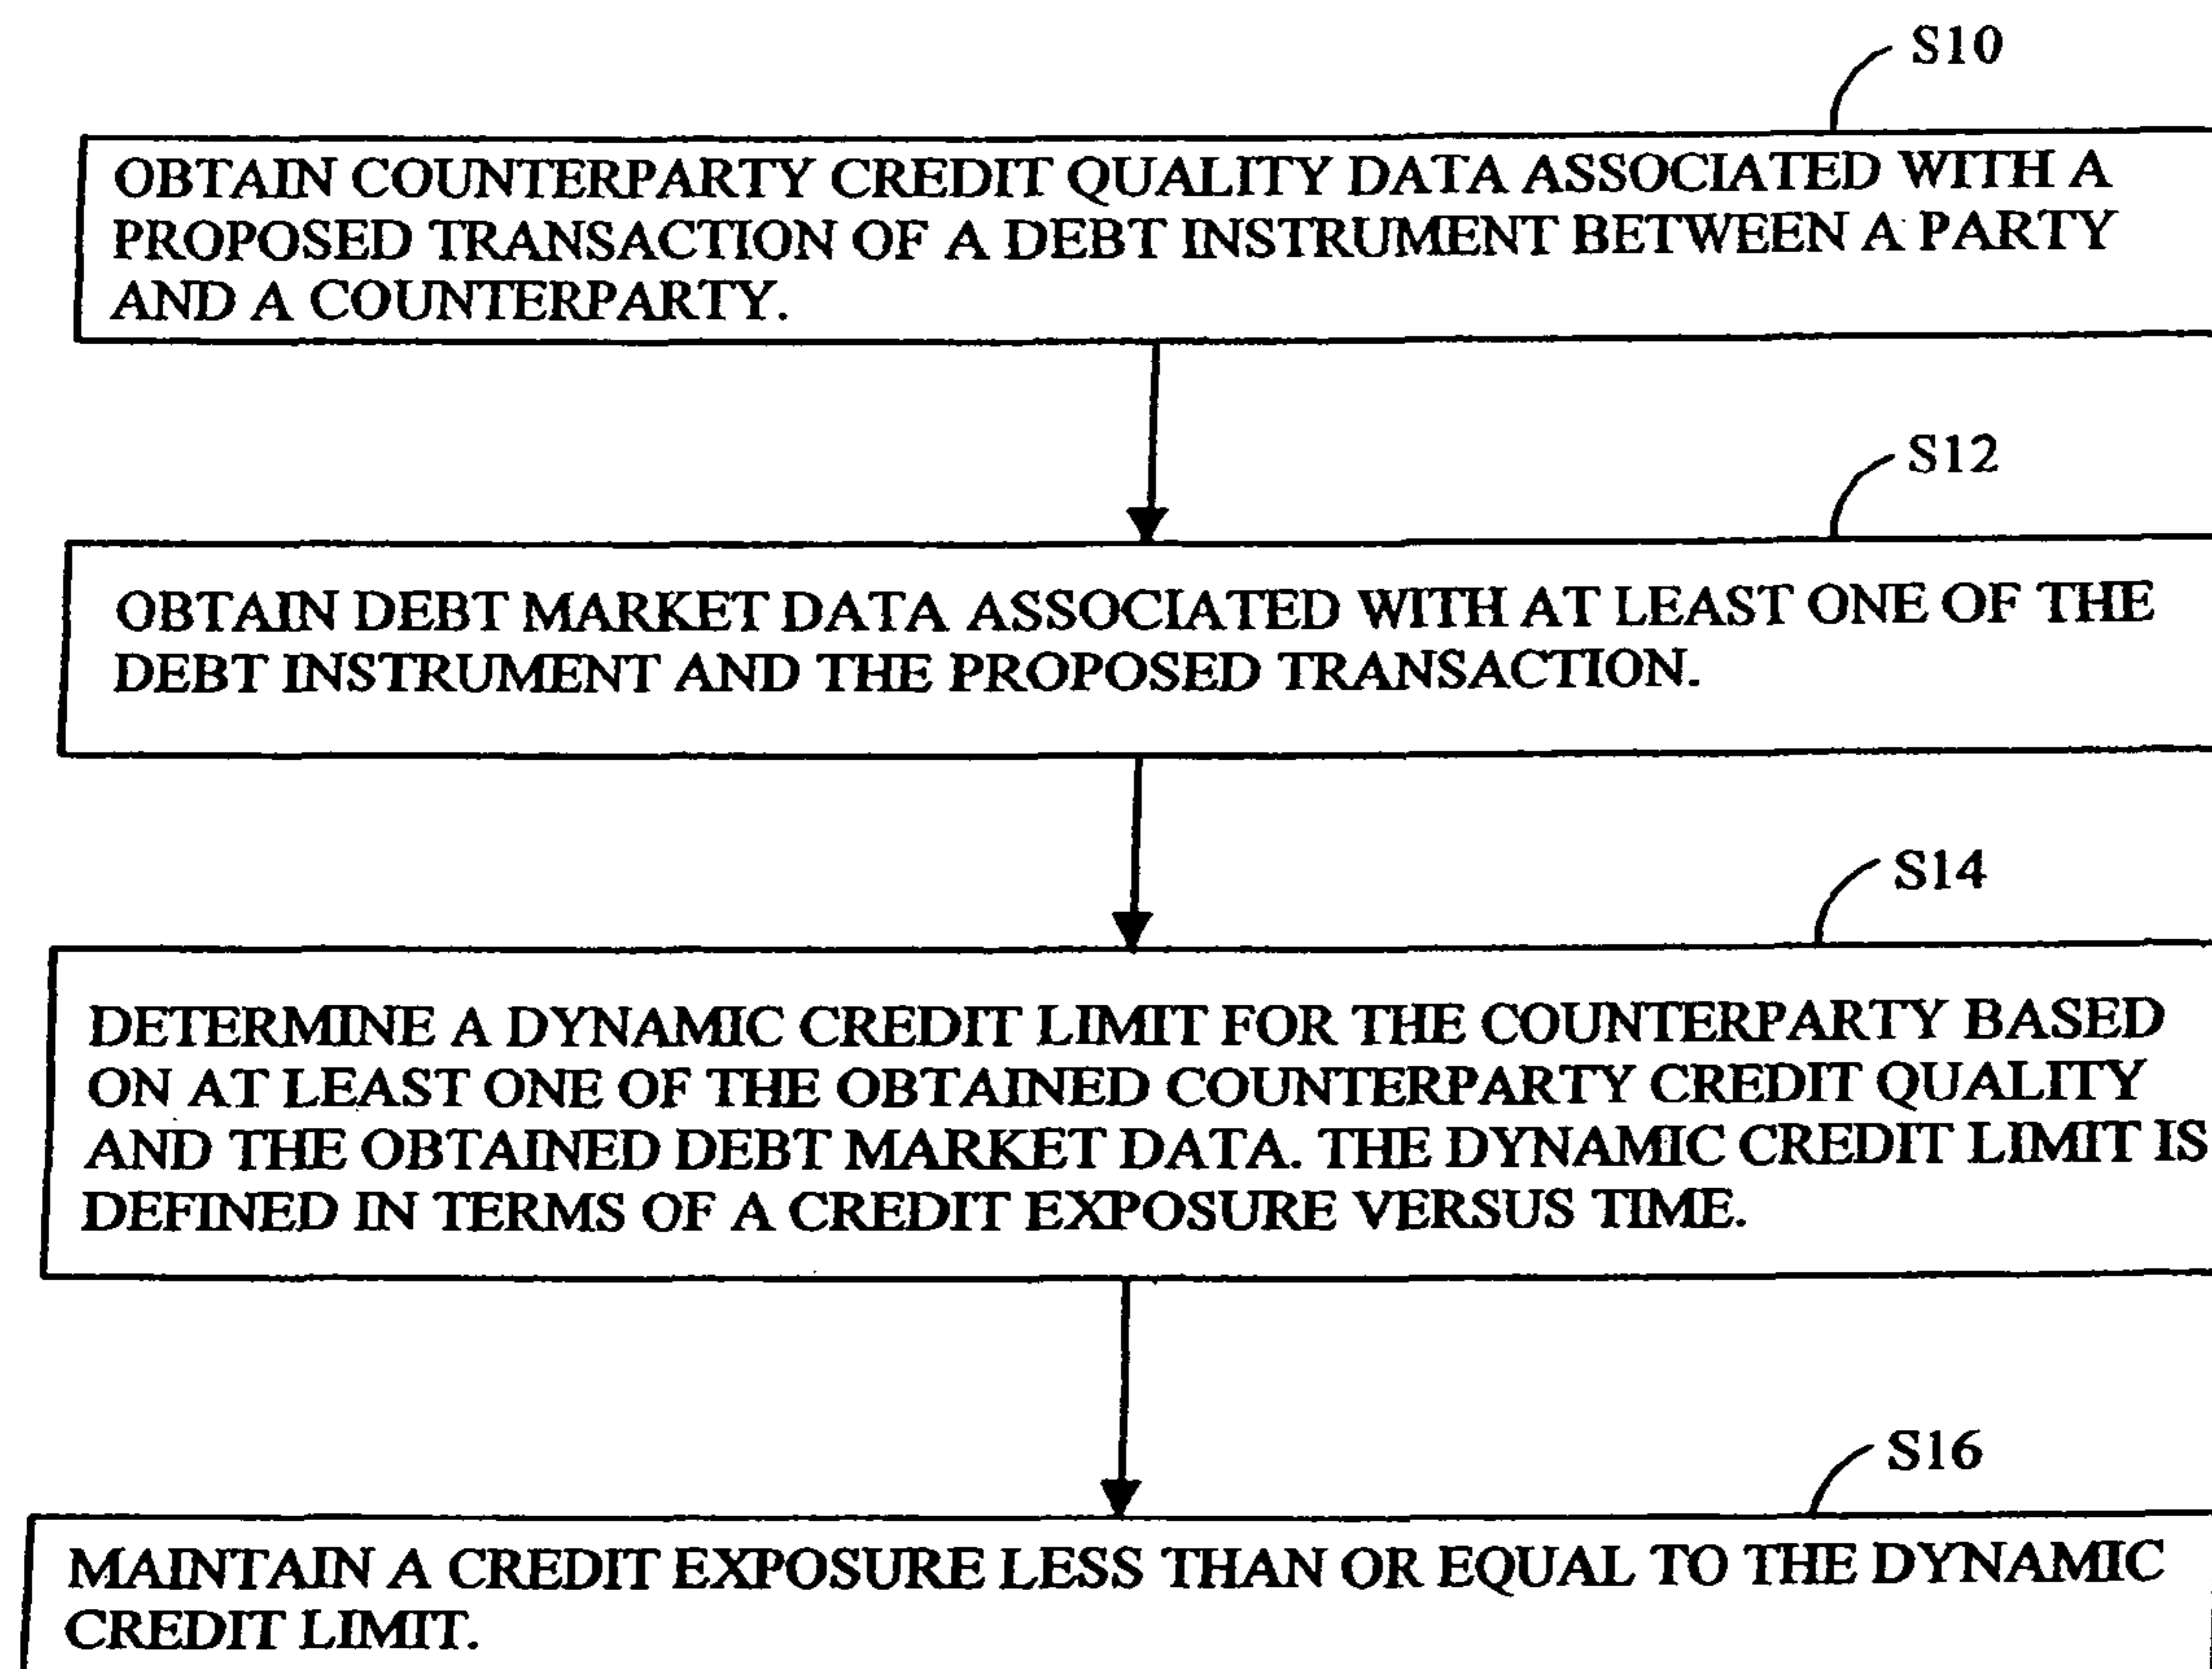 S10
OBTAIN COUNTERPARTY CREDIT QUALITY DATA ASSOCIATED WITH A
PROPOSED TRANSACTION OF A DEBT INSTRUMENT BETWEEN A PARTY
AND A COUNTERPARTY.
S12
OBTAIN DEBT MARKET DATA ASSOCIATED WITH AT LEAST ONE OF THE
DEBT INSTRUMENT AND THE PROPOSED TRANSACTION.
S14
DETERMINE A DYNAMIC CREDIT LIMIT FOR THE COUNTERPARTY BASED
ON AT LEAST ONE OF THE OBTAINED COUNTERPARTY CREDIT QUALITY
AND THE OBTAINED DEBT MARKET DATA. THE DYNAMIC CREDIT LIMIT IS
DEFINED IN TERMS OF A CREDIT EXPOSURE VERSUS TIME.
S16
MAINTAIN A CREDIT EXPOSURE LESS THAN OR EQUAL TO THE DYNAMIC
CREDIT LIMIT.